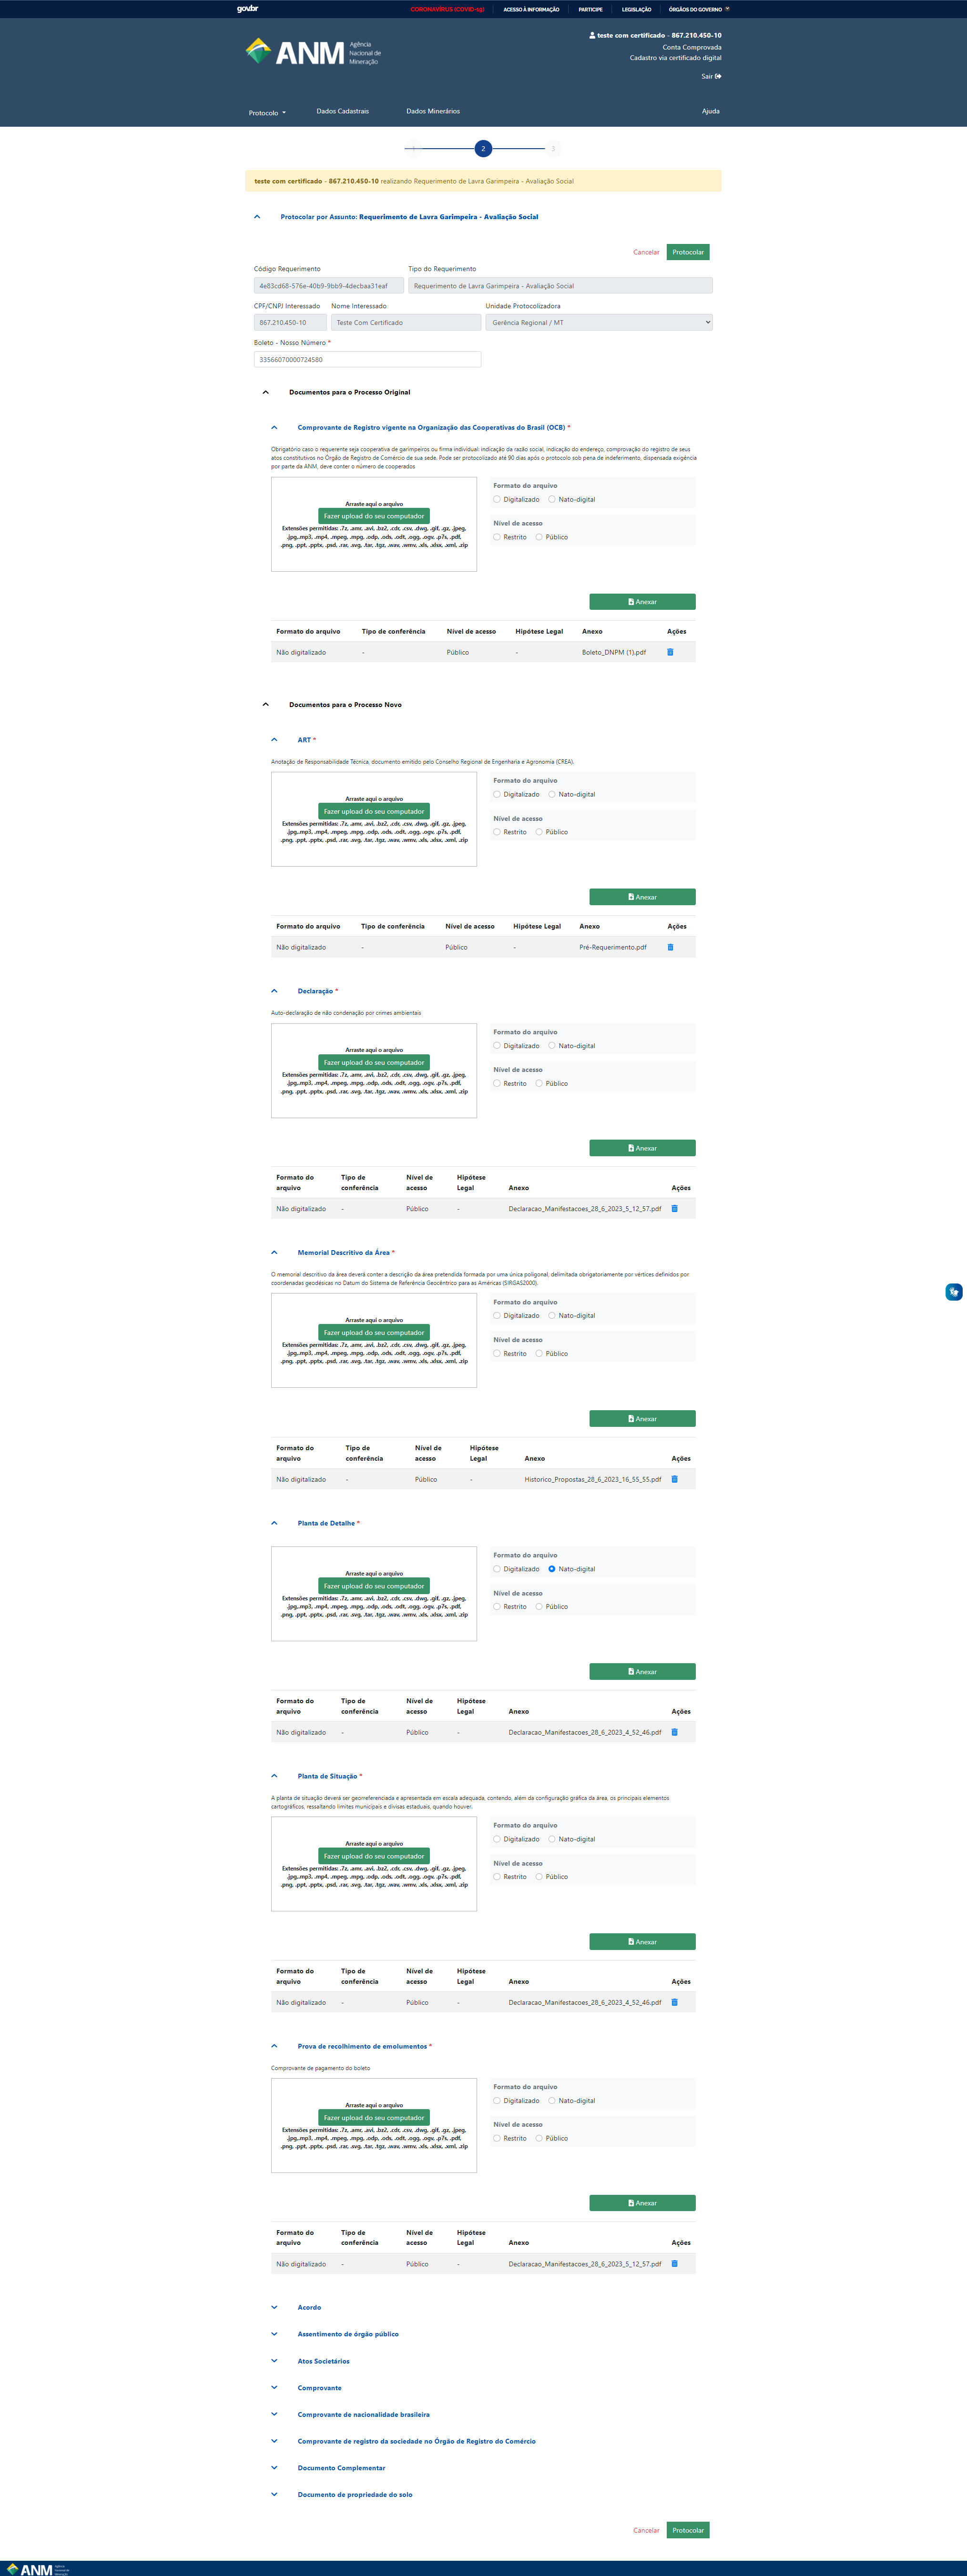 govbr
CORONAVÍRUS (COVID-19)
ACESSO À INFORMAÇÃO
PARTICIPE
LEGISLAÇÃO
ÓRGÃOS DO GOVERNO
ANM
Agência
Nacional de
Mineração
teste com certificado - 867.210.450-10
Conta Comprovada
Cadastro via certificado digital
Sair
Protocolo
Dados Cadastrais
Dados Minerários
Ajuda
2
3
teste com certificado - 867.210.450-10 realizando Requerimento de Lavra Garimpeira - Avaliação Social
Protocolar por Assunto: Requerimento de Lavra Garimpeira - Avaliação Social
Cancelar
Protocolar
Código Requerimento
Tipo do Requerimento
4e83cd68-576e-40b9-9bb9-4decbaa31eaf
Requerimento de Lavra Garimpeira - Avaliação Social
CPF/CNPJ Interessado
Nome Interessado
Unidade Protocolizadora
867.210.450-10
Teste Com Certificado
Gerência Regional / MT
Boleto - Nosso Número *
33566070000724580
Documentos para o Processo Original
Comprovante de Registro vigente na Organização das Cooperativas do Brasil (OCB) *
Obrigatório caso o requerente seja cooperativa de garimpeiros ou firma individual: indicação da razão social, indicação do endereço, comprovação do registro de seus
atos constitutivos no Órgão de Registro de Comércio de sua sede. Pode ser protocolizado até 90 dias após o protocolo sob pena de indeferimento, dispensada exigência
por parte da ANM, deve conter o número de cooperados
Arraste aqui o arquivo
Fazer upload do seu computador
Extensões permitidas: .7z, .amr, .avi, .bz2, .cdr, .csv, .dwg, .gif, .gz, .jpeg,
.jpg,.mp3, .mp4, .mpeg, .mpg, .odp, .ods, .odt, .ogg, .ogv, .p7s, .pdf,
.png, .ppt, .pptx, .psd, .rar, .svg, .tar, .tgz, .wav, .wmv, .xls, .xlsx, .xml, .zip
Formato do arquivo
Digitalizado
Nato-digital
Nível de acesso
Restrito
Público
Anexar
Formato do arquivo
Tipo de conferência
Nível de acesso
Hipótese Legal
Anexo
Ações
Não digitalizado
-
Público
-
Boleto_DNPM (1).pdf
Documentos para o Processo Novo
ART *
Anotação de Responsabilidade Técnica, documento emitido pelo Conselho Regional de Engenharia e Agronomia (CREA).
Arraste aqui o arquivo
Fazer upload do seu computador
Extensões permitidas: .7z, .amr, .avi, .bz2, .cdr, .csv, .dwg, .gif, .gz, .jpeg,
.jpg,.mp3, .mp4, .mpeg, .mpg, .odp, .ods, .odt, .ogg, .ogv, .p7s, .pdf,
.png, .ppt, .pptx, .psd, .rar, .svg, .tar, .tgz, .wav, .wmv, .xls, .xlsx, .xml, .zip
Formato do arquivo
Digitalizado
Nato-digital
Nível de acesso
Restrito
Público
Anexar
Formato do arquivo
Tipo de conferência
Nível de acesso
Hipótese Legal
Anexo
Ações
Não digitalizado
-
Público
-
Pré-Requerimento.pdf
Declaração *
Auto-declaração de não condenação por crimes ambientais
Arraste aqui o arquivo
Fazer upload do seu computador
Extensões permitidas: .7z, .amr, .avi, .bz2, .cdr, .csv, .dwg, .gif, .gz, .jpeg,
.jpg,.mp3, .mp4, .mpeg, .mpg, .odp, .ods, .odt, .ogg, .ogv, .p7s, .pdf,
.png, .ppt, .pptx, .psd, .rar, .svg, .tar, .tgz, .wav, .wmv, .xls, .xlsx, .xml, .zip
Formato do arquivo
Digitalizado
Nato-digital
Nível de acesso
Restrito
Público
Anexar
Formato do arquivo
Tipo de conferência
Nível de acesso
Hipótese Legal
Anexo
Ações
Não digitalizado
-
Público
-
Declaracao_Manifestacoes_28_6_2023_5_12_57.pdf
Memorial Descritivo da Área *
O memorial descritivo da área deverá conter a descrição da área pretendida formada por uma única poligonal, delimitada obrigatoriamente por vértices definidos por
coordenadas geodésicas no Datum do Sistema de Referência Geocêntrico para as Américas (SIRGAS2000).
Arraste aqui o arquivo
Fazer upload do seu computador
Extensões permitidas: .7z, .amr, .avi, .bz2, .cdr, .csv, .dwg, .gif, .gz, .jpeg,
.jpg,.mp3, .mp4, .mpeg, .mpg, .odp, .ods, .odt, .ogg, .ogv, .p7s, .pdf,
.png, .ppt, .pptx, .psd, .rar, .svg, .tar, .tgz, .wav, .wmv, .xls, .xlsx, .xml, .zip
Formato do arquivo
Digitalizado
Nato-digital
Nível de acesso
Restrito
Público
Anexar
Formato do arquivo
Tipo de conferência
Nível de acesso
Hipótese Legal
Anexo
Ações
Não digitalizado
-
Público
-
Historico_Propostas_28_6_2023_16_55_55.pdf
Planta de Detalhe *
Arraste aqui o arquivo
Fazer upload do seu computador
Extensões permitidas: .7z, .amr, .avi, .bz2, .cdr, .csv, .dwg, .gif, .gz, .jpeg,
.jpg,.mp3, .mp4, .mpeg, .mpg, .odp, .ods, .odt, .ogg, .ogv, .p7s, .pdf,
.png, .ppt, .pptx, .psd, .rar, .svg, .tar, .tgz, .wav, .wmv, .xls, .xlsx, .xml, .zip
Formato do arquivo
Digitalizado
Nato-digital
Nível de acesso
Restrito
Público
Anexar
Formato do arquivo
Tipo de conferência
Nível de acesso
Hipótese Legal
Anexo
Ações
Não digitalizado
-
Público
-
Declaracao_Manifestacoes_28_6_2023_4_52_46.pdf
Planta de Situação *
A planta de situação deverá ser georreferenciada e apresentada em escala adequada, contendo, além da configuração gráfica da área, os principais elementos
cartográficos, ressaltando limites municipais e divisas estaduais, quando houver.
Arraste aqui o arquivo
Fazer upload do seu computador
Extensões permitidas: .7z, .amr, .avi, .bz2, .cdr, .csv, .dwg, .gif, .gz, .jpeg,
.jpg,.mp3, .mp4, .mpeg, .mpg, .odp, .ods, .odt, .ogg, .ogv, .p7s, .pdf,
.png, .ppt, .pptx, .psd, .rar, .svg, .tar, .tgz, .wav, .wmv, .xls, .xlsx, .xml, .zip
Formato do arquivo
Digitalizado
Nato-digital
Nível de acesso
Restrito
Público
Anexar
Formato do arquivo
Tipo de conferência
Nível de acesso
Hipótese Legal
Anexo
Ações
Não digitalizado
-
Público
-
Declaracao_Manifestacoes_28_6_2023_4_52_46.pdf
Prova de recolhimento de emolumentos *
Comprovante de pagamento do boleto
Arraste aqui o arquivo
Fazer upload do seu computador
Extensões permitidas: .7z, .amr, .avi, .bz2, .cdr, .csv, .dwg, .gif, .gz, .jpeg,
.jpg,.mp3, .mp4, .mpeg, .mpg, .odp, .ods, .odt, .ogg, .ogv, .p7s, .pdf,
.png, .ppt, .pptx, .psd, .rar, .svg, .tar, .tgz, .wav, .wmv, .xls, .xlsx, .xml, .zip
Formato do arquivo
Digitalizado
Nato-digital
Nível de acesso
Restrito
Público
Anexar
Formato do arquivo
Tipo de conferência
Nível de acesso
Hipótese Legal
Anexo
Ações
Não digitalizado
-
Público
-
Declaracao_Manifestacoes_28_6_2023_5_12_57.pdf
Acordo
Assentimento de órgão público
Atos Societários
Comprovante
Comprovante de nacionalidade brasileira
Comprovante de registro da sociedade no Órgão de Registro do Comércio
Documento Complementar
Documento de propriedade do solo
Cancelar
Protocolar
ANM
Agência
Nacional de
Mineração